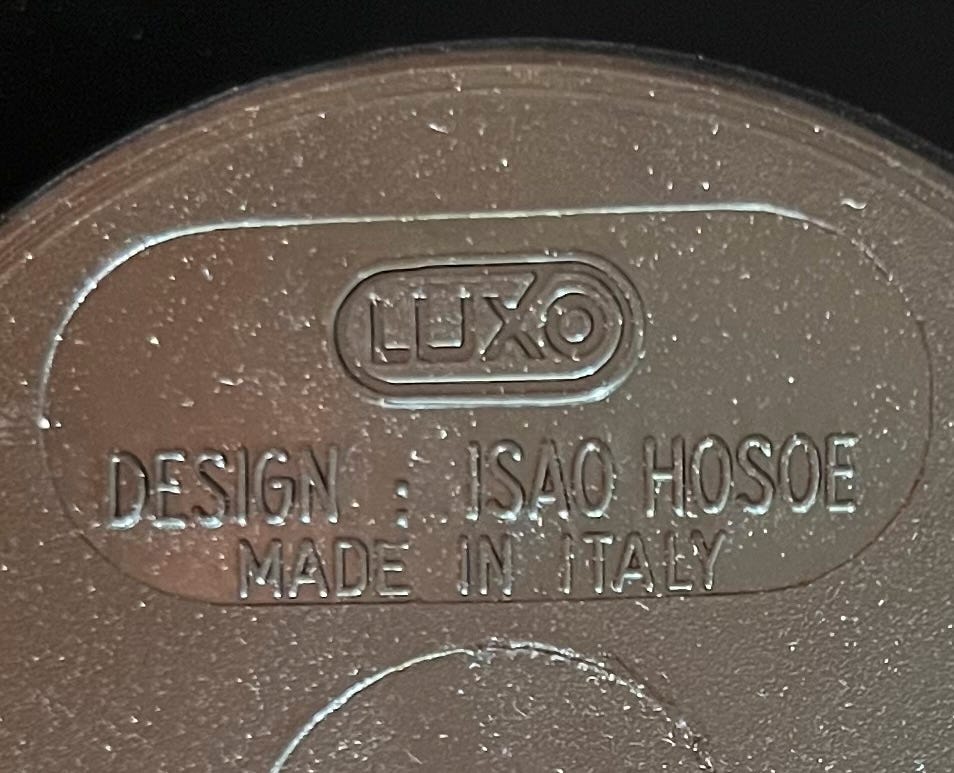 LUXO
DESIGN : ISAO HOSOE
MADE IN ITALY